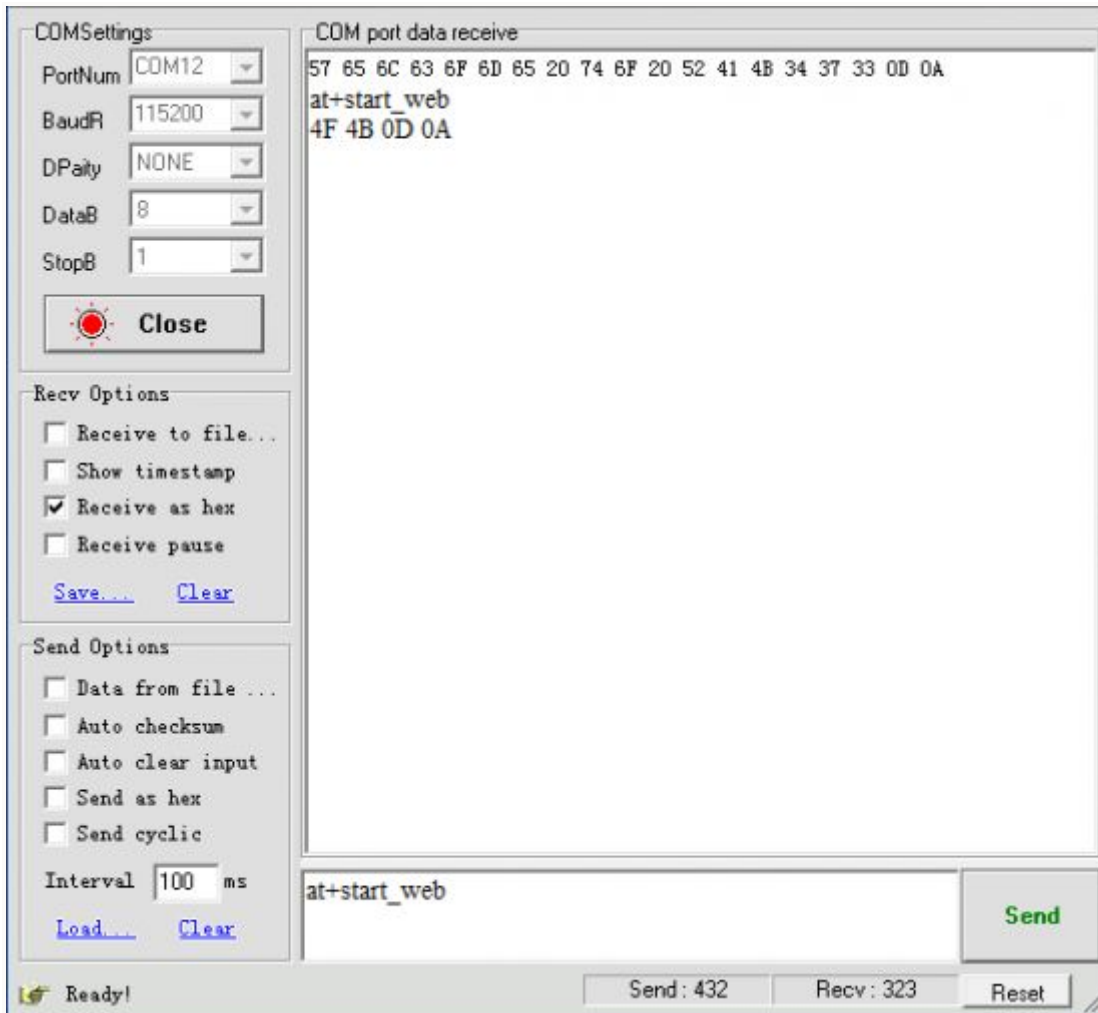 COMSettings
PortNum COM12
BaudR 115200
DPaity NONE
DataB 8
StopB 1
Close
Recv Options
Receive to file...
Show timestamp
Receive as hex
Receive pause
Save... Clear
Send Options
Data from file ...
Auto checksum
Auto clear input
Send as hex
Send cyclic
Interval 100 ms
Load... Clear
COM port data receive
57 65 6C 63 6F 6D 65 20 74 6F 20 52 41 4B 34 37 33 0D 0A
at+start_web
4F 4B 0D 0A
at+start_web
Send
Ready!
Send : 432
Recv : 323
Reset